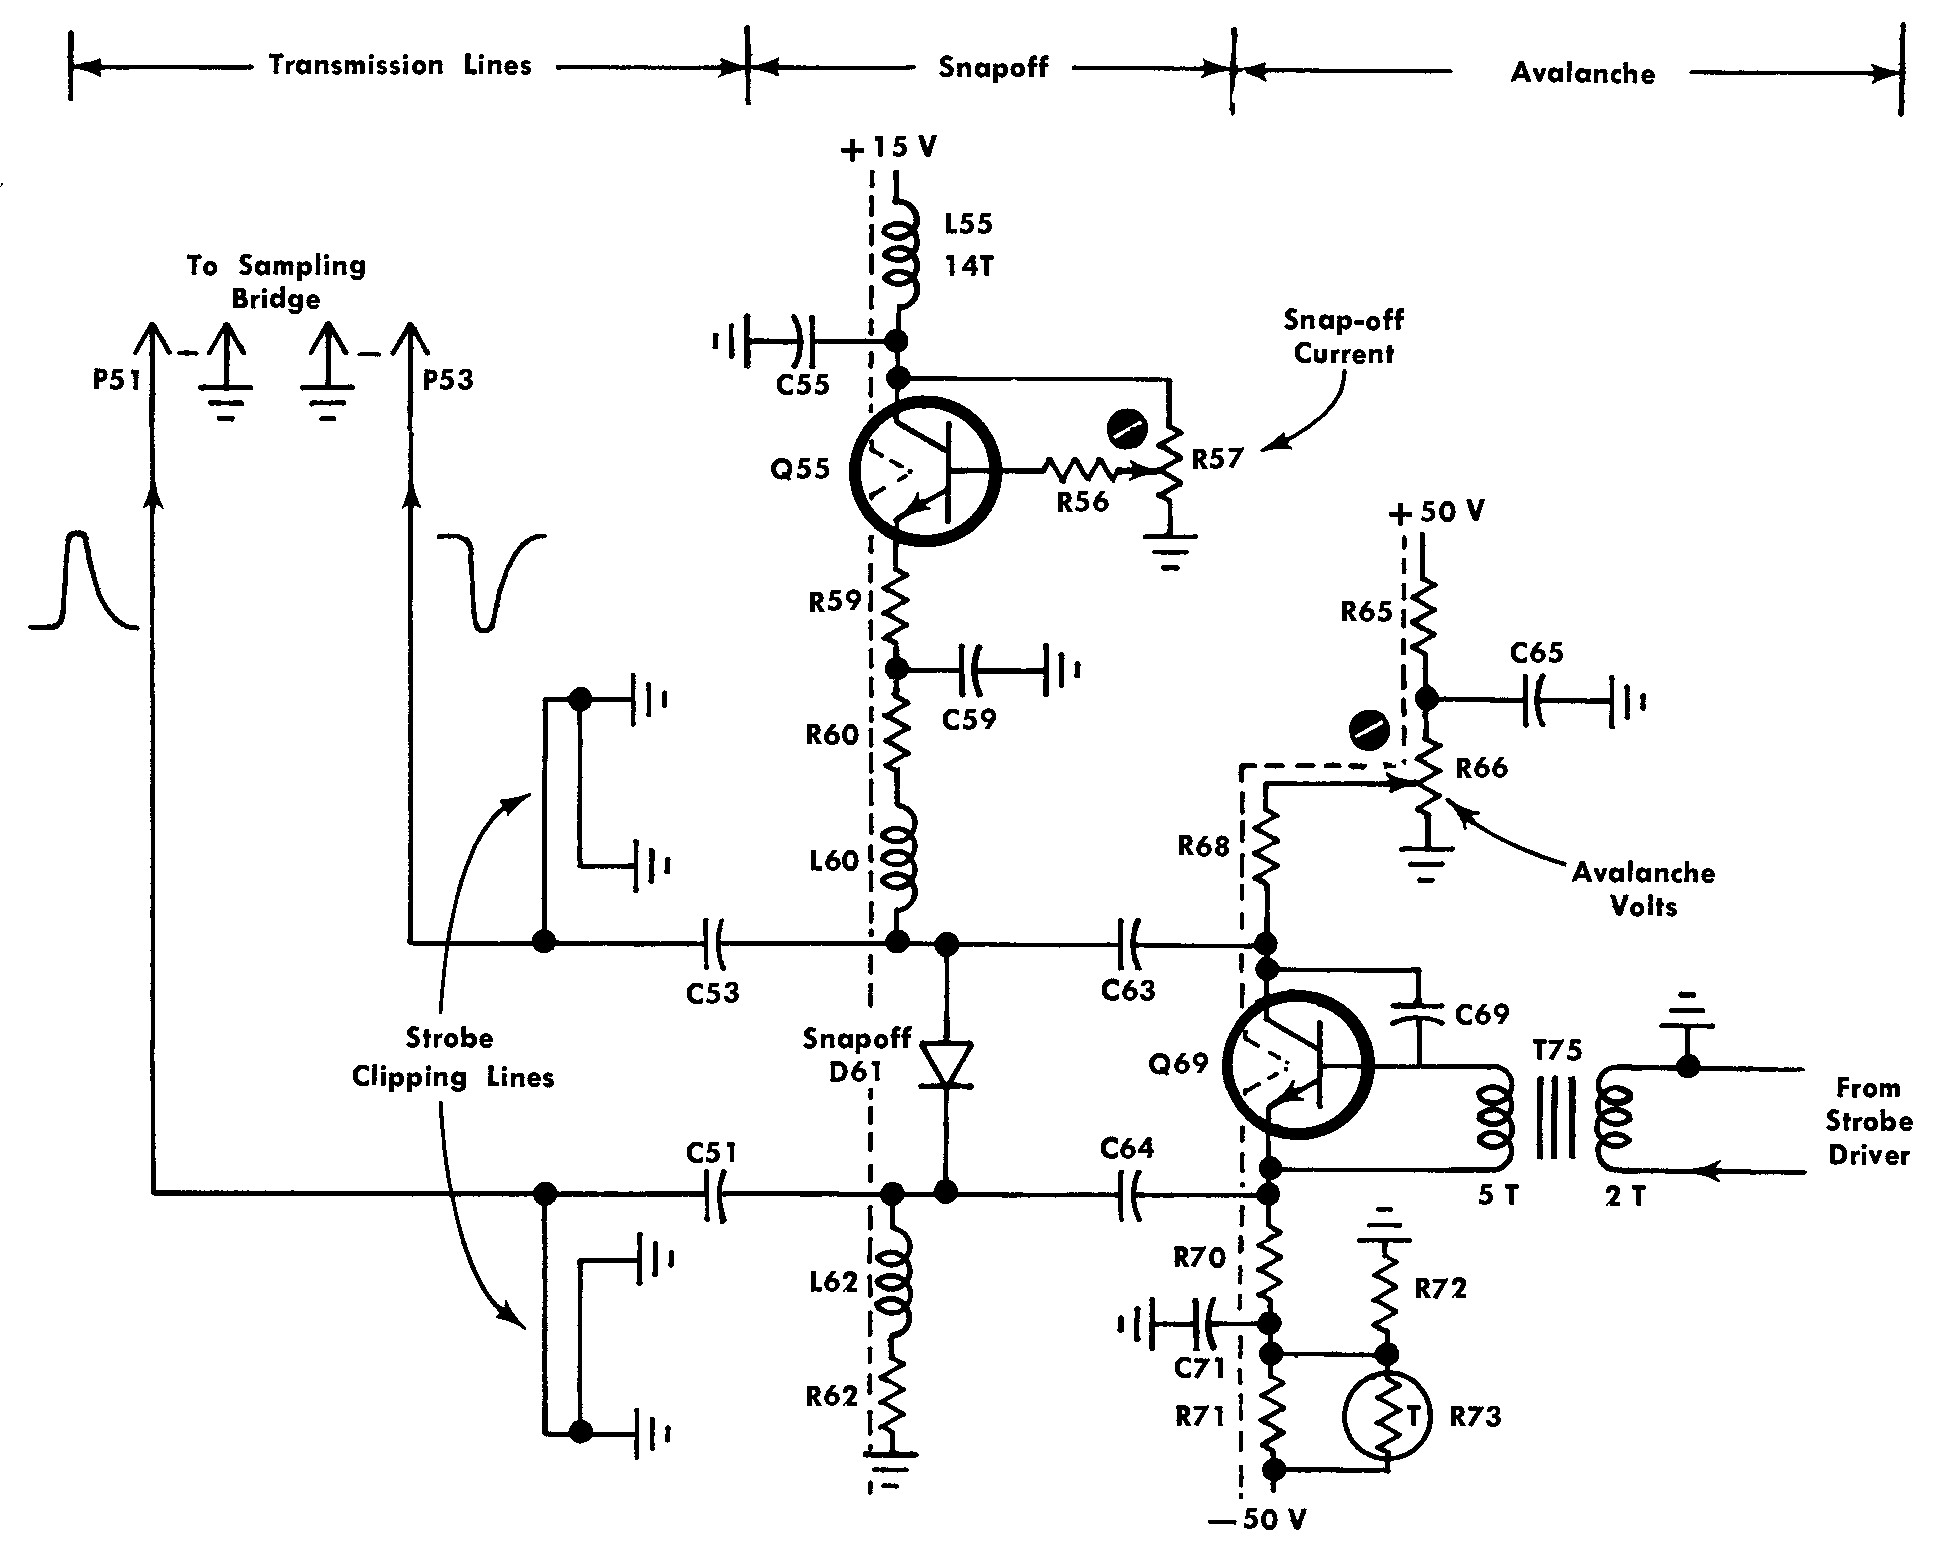 Transmission Lines
Snapoff
Avalanche
+15 V
L55
14T
To Sampling
Bridge
P51
P53
C55
Snap-off
Current
Q55
R56
R57
+50 V
R59
R65
C65
C59
R60
R66
R68
L60
Avalanche
Volts
C53
C63
C69
Strobe
Clipping Lines
Snapoff
D61
Q69
T75
From
Strobe
Driver
C51
C64
5 T
2 T
L62
R70
R72
C71
R62
R71
T
R73
−50 V